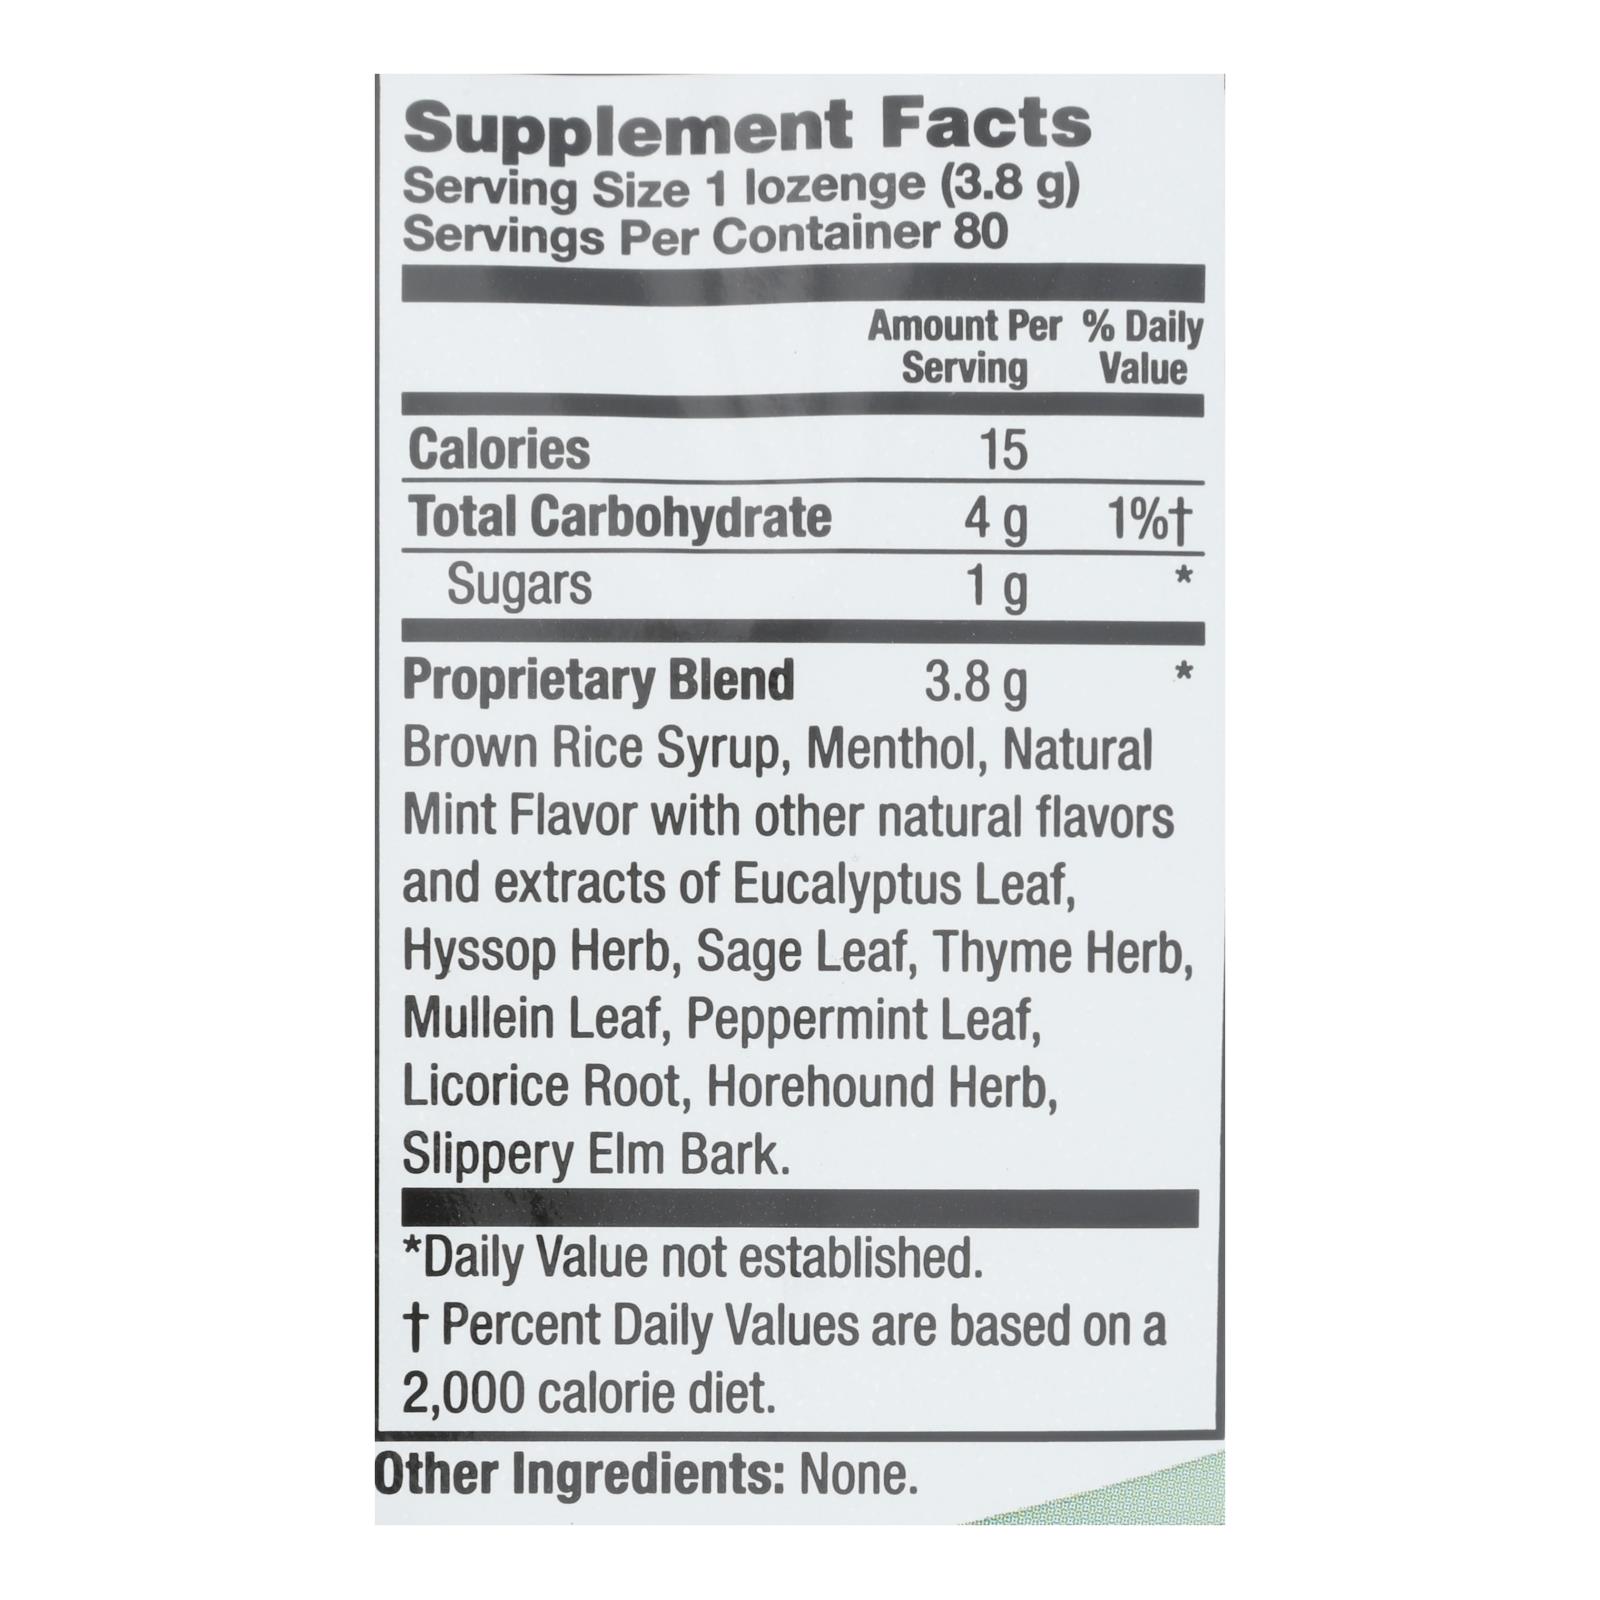 Supplement Facts
Serving Size 1 lozenge (3.8 g)
Servings Per Container 80
Amount Per % Daily
Serving Value
Calories 15
Total Carbohydrate 4 g 1%†
Sugars 1 g *
Proprietary Blend 3.8 g *
Brown Rice Syrup, Menthol, Natural
Mint Flavor with other natural flavors
and extracts of Eucalyptus Leaf,
Hyssop Herb, Sage Leaf, Thyme Herb,
Mullein Leaf, Peppermint Leaf,
Licorice Root, Horehound Herb,
Slippery Elm Bark.
*Daily Value not established.
† Percent Daily Values are based on a
2,000 calorie diet.
Other Ingredients: None.